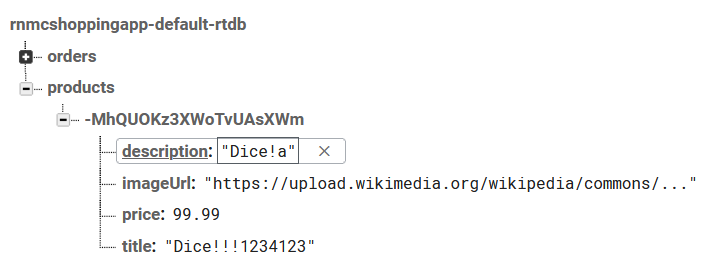 rnmcshoppingapp-default-rtdb
orders
products
-MhQUOKz3XWoTvUAsXWm
description: "Dice!a"
imageUrl: "https://upload.wikimedia.org/wikipedia/commons/..."
price: 99.99
title: "Dice!!!1234123"